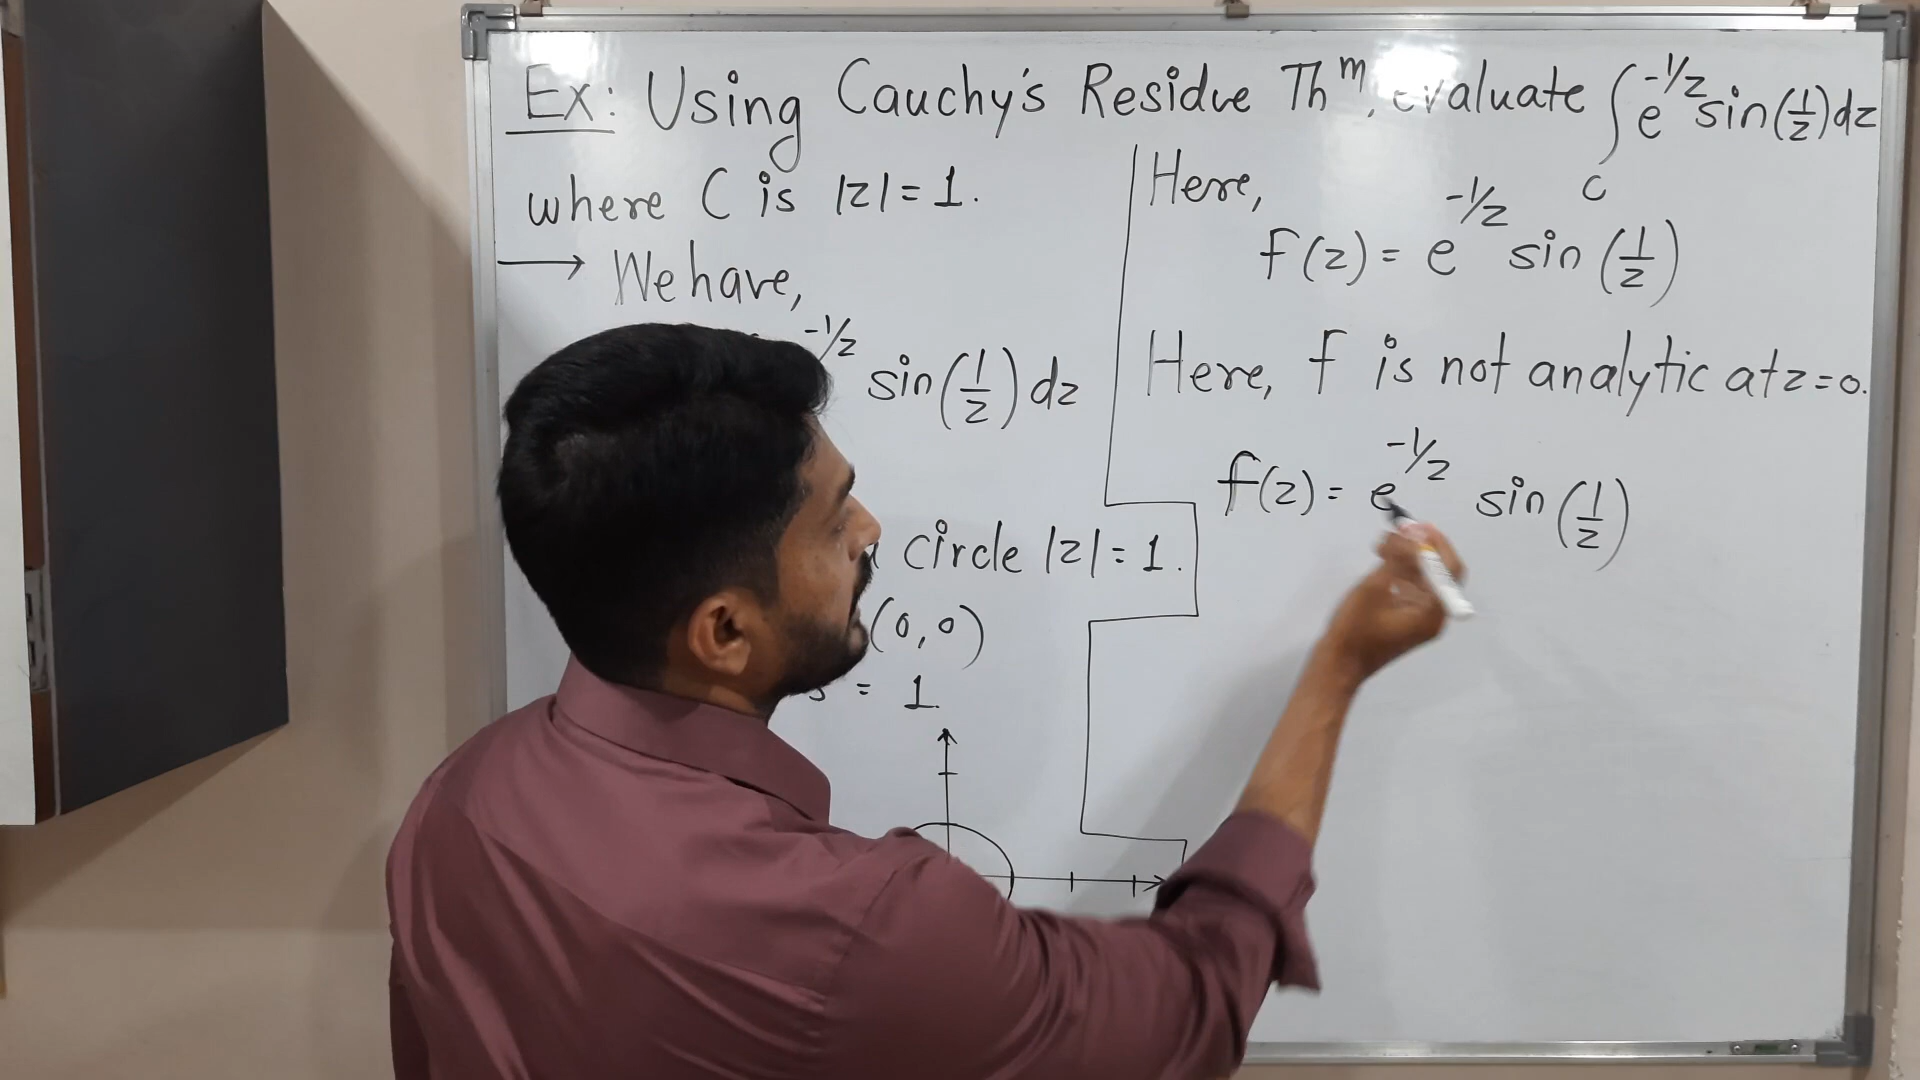 Ex: Using Cauchy's Residue Thᵐ, evaluate ∫ e^(-1/z) sin(1/z) dz
C
where C is |z| = 1.
→ We have,
-1/z sin(1/z) dz
circle |z| = 1.
(0,0)
= 1.
Here,
f(z) = e^(-1/z) sin(1/z)
Here, f is not analytic at z=0.
f(z) = e^(-1/z) sin(1/z)